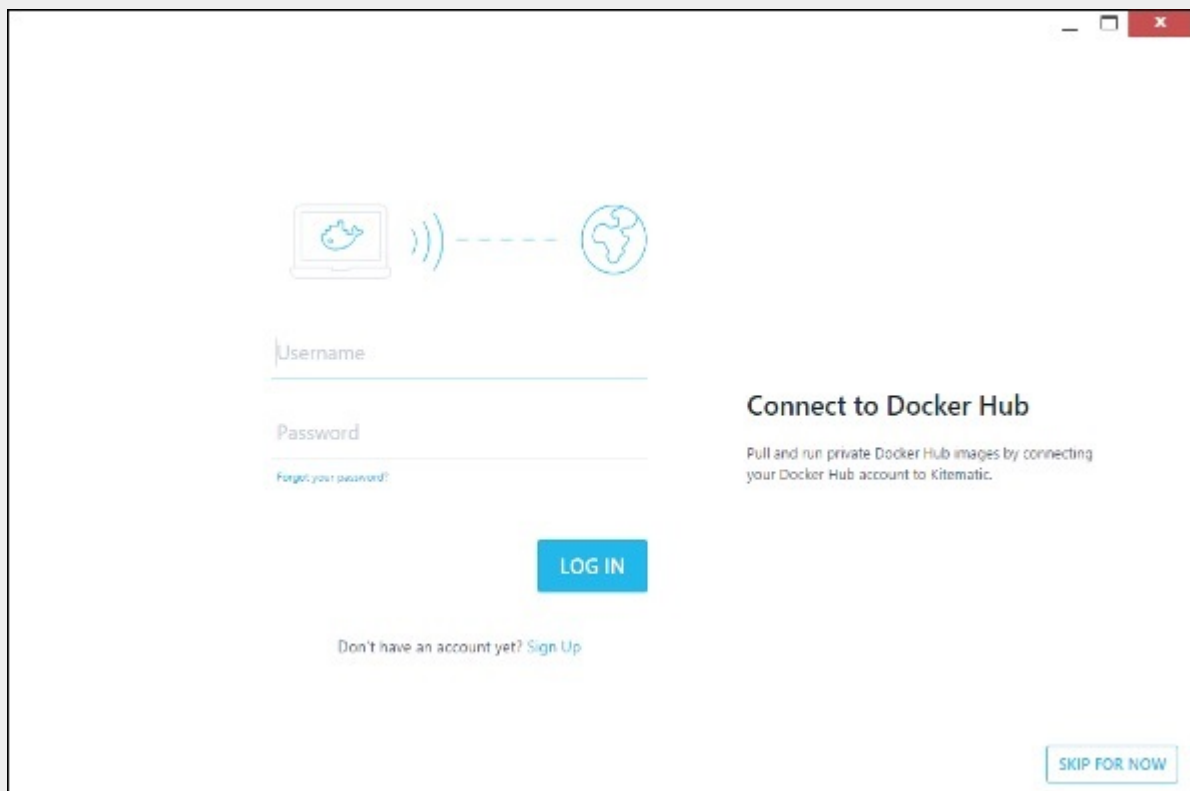 Username
Password
Forgot your password?
LOG IN
Don't have an account yet? Sign Up
Connect to Docker Hub
Pull and run private Docker Hub images by connecting
your Docker Hub account to Kitematic.
SKIP FOR NOW